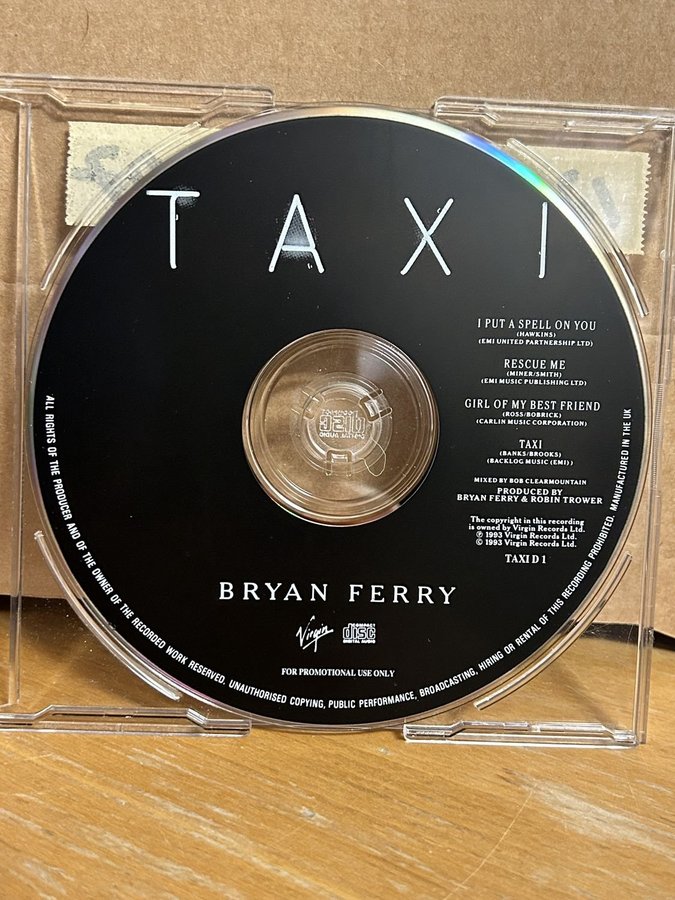 TAXI
I PUT A SPELL ON YOU
(HAWKINS)
(EMI UNITED PARTNERSHIP LTD)
RESCUE ME
(MINER/SMITH)
(EMI MUSIC PUBLISHING LTD)
GIRL OF MY BEST FRIEND
(ROSS/BOBRICK)
(CARLIN MUSIC CORPORATION)
TAXI
(BANKS/BROOKS)
(BACKLOG MUSIC (EMI))
MIXED BY BOB CLEARMOUNTAIN
PRODUCED BY
BRYAN FERRY & ROBIN TROWER
The copyright in this recording
is owned by Virgin Records Ltd.
℗ 1993 Virgin Records Ltd.
© 1993 Virgin Records Ltd.
TAXI D 1
BRYAN FERRY
Virgin
COMPACT
disc
DIGITAL AUDIO
FOR PROMOTIONAL USE ONLY
ALL RIGHTS OF THE PRODUCER AND OF THE OWNER OF THE RECORDED WORK RESERVED. UNAUTHORISED COPYING, PUBLIC PERFORMANCE, BROADCASTING, HIRING OR RENTAL OF THIS RECORDING PROHIBITED. MANUFACTURED IN THE UK